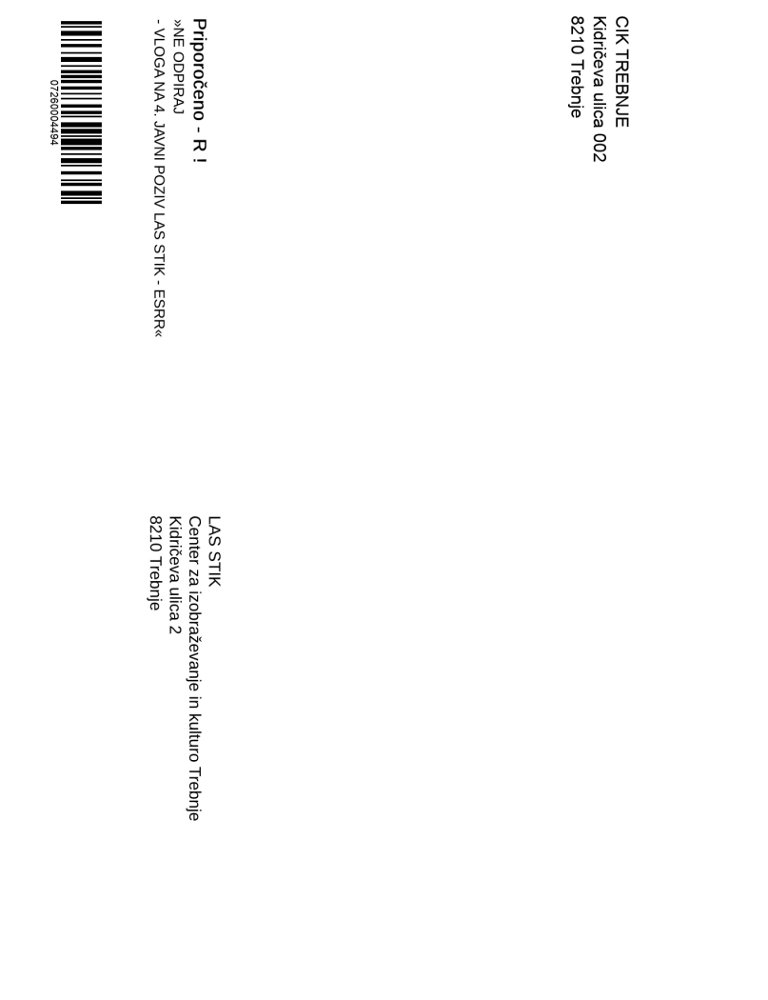 CIK TREBNJE
Kidričeva ulica 002
8210 Trebnje
Priporočeno - R !
»NE ODPIRAJ
- VLOGA NA 4. JAVNI POZIV LAS STIK - ESRR«
07260004494
LAS STIK
Center za izobraževanje in kulturo Trebnje
Kidričeva ulica 2
8210 Trebnje